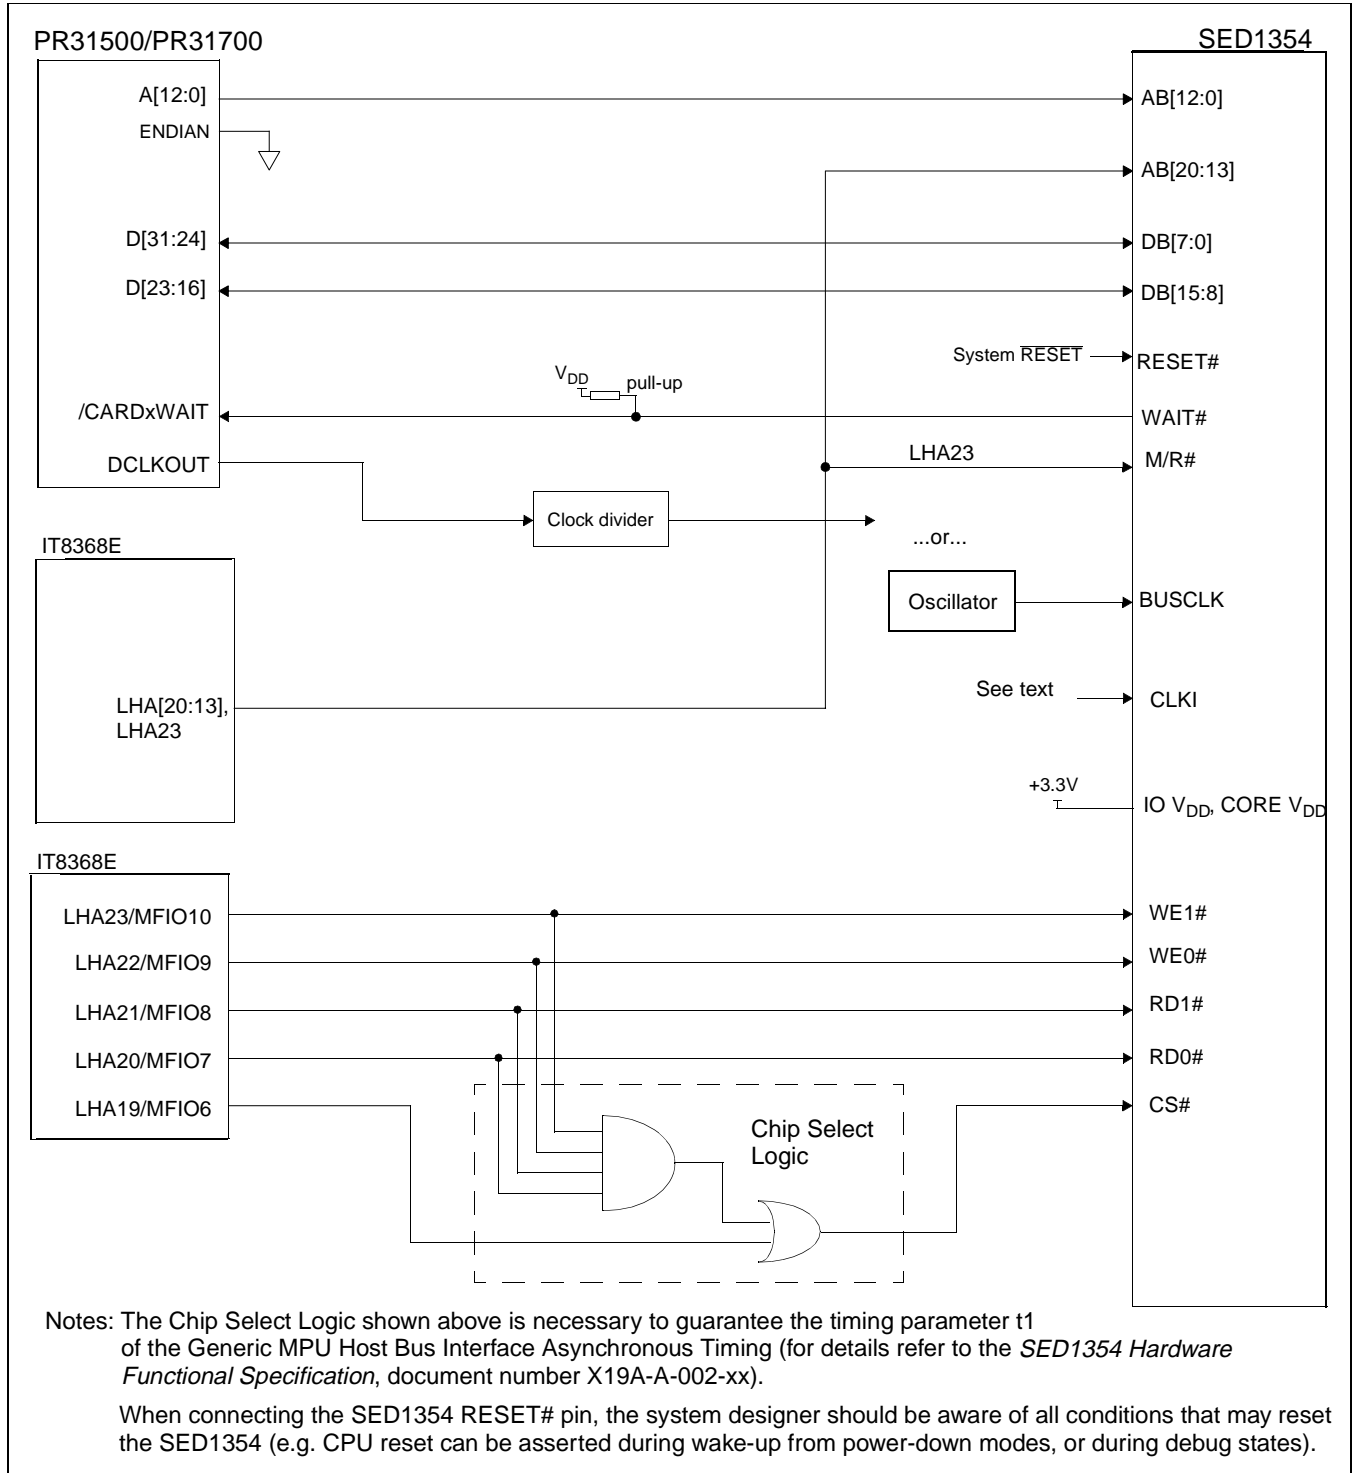 PR31500/PR31700
SED1354
A[12:0]
AB[12:0]
ENDIAN
AB[20:13]
D[31:24]
DB[7:0]
D[23:16]
DB[15:8]
System RESET
RESET#
VDD
pull-up
/CARDxWAIT
WAIT#
LHA23
M/R#
DCLKOUT
Clock divider
...or...
IT8368E
Oscillator
BUSCLK
See text
CLKI
LHA[20:13],
LHA23
+3.3V
IO VDD, CORE VDD
IT8368E
LHA23/MFIO10
WE1#
LHA22/MFIO9
WE0#
LHA21/MFIO8
RD1#
LHA20/MFIO7
RD0#
LHA19/MFIO6
CS#
Chip Select
Logic
Notes: The Chip Select Logic shown above is necessary to guarantee the timing parameter t1
of the Generic MPU Host Bus Interface Asynchronous Timing (for details refer to the SED1354 Hardware
Functional Specification, document number X19A-A-002-xx).
When connecting the SED1354 RESET# pin, the system designer should be aware of all conditions that may reset
the SED1354 (e.g. CPU reset can be asserted during wake-up from power-down modes, or during debug states).